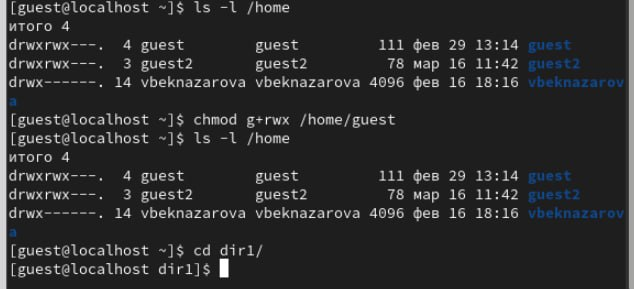 [guest@localhost ~]$ ls -l /home
итого 4
drwxrwx---.  4 guest        guest         111 фев 29 13:14 guest
drwxrwx---.  3 guest2       guest          78 мар 16 11:42 guest2
drwx------. 14 vbeknazarova vbeknazarova 4096 фев 16 18:16 vbeknazarov
a
[guest@localhost ~]$ chmod g+rwx /home/guest
[guest@localhost ~]$ ls -l /home
итого 4
drwxrwx---.  4 guest        guest         111 фев 29 13:14 guest
drwxrwx---.  3 guest2       guest          78 мар 16 11:42 guest2
drwx------. 14 vbeknazarova vbeknazarova 4096 фев 16 18:16 vbeknazarov
a
[guest@localhost ~]$ cd dir1/
[guest@localhost dir1]$